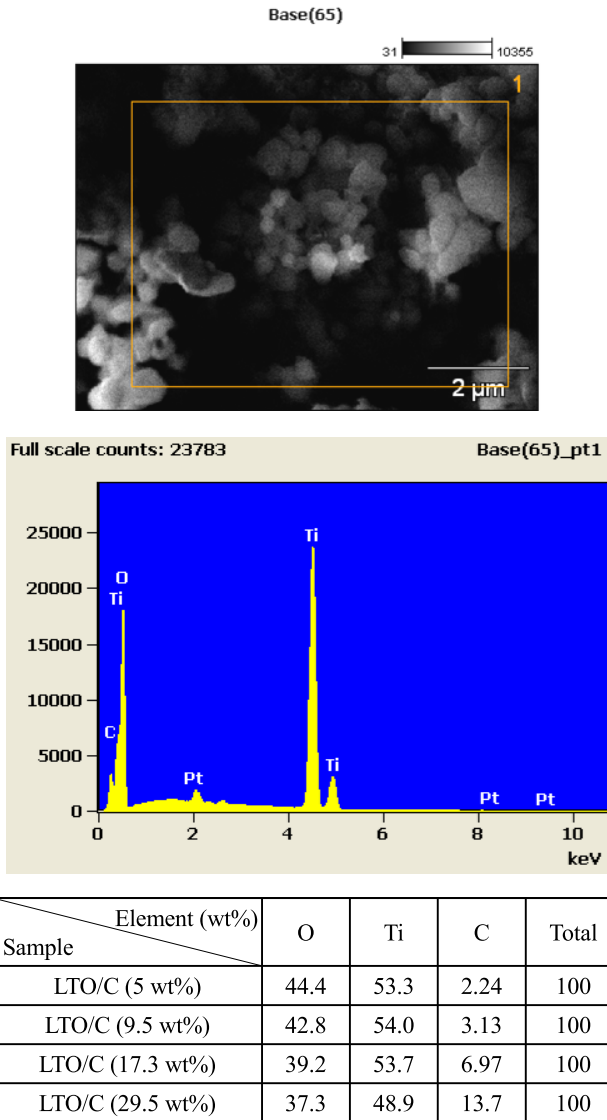 Base(65)
31 10355
1
2 μm
Full scale counts: 23783 Base(65)_pt1
25000
20000
15000
10000
5000
0
O
Ti
C
Pt
Ti
Ti
Pt
Pt
0 2 4 6 8 10
keV
Element (wt%) O Ti C Total
Sample
LTO/C (5 wt%) 44.4 53.3 2.24 100
LTO/C (9.5 wt%) 42.8 54.0 3.13 100
LTO/C (17.3 wt%) 39.2 53.7 6.97 100
LTO/C (29.5 wt%) 37.3 48.9 13.7 100